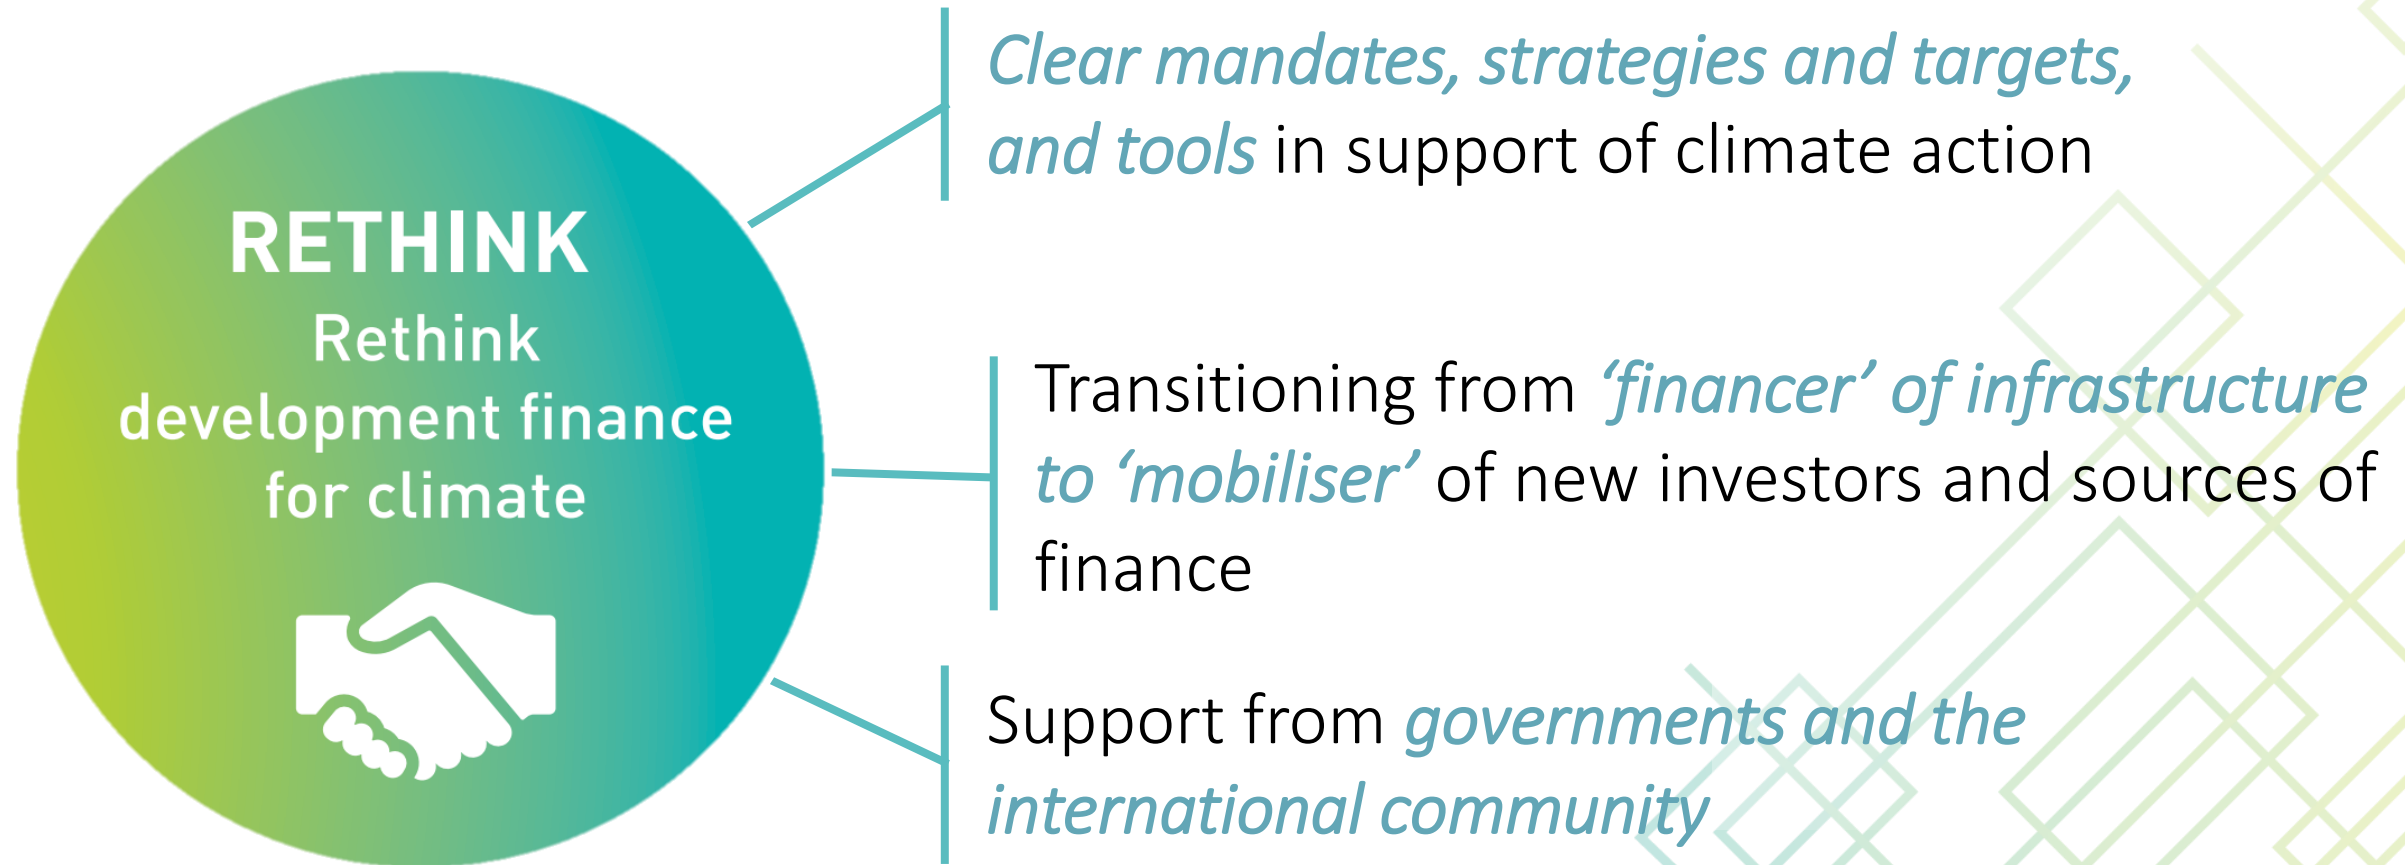 RETHINK
Rethink
development finance
for climate
Clear mandates, strategies and targets,
and tools in support of climate action
Transitioning from ‘financer’ of infrastructure
to ‘mobiliser’ of new investors and sources of
finance
Support from governments and the
international community